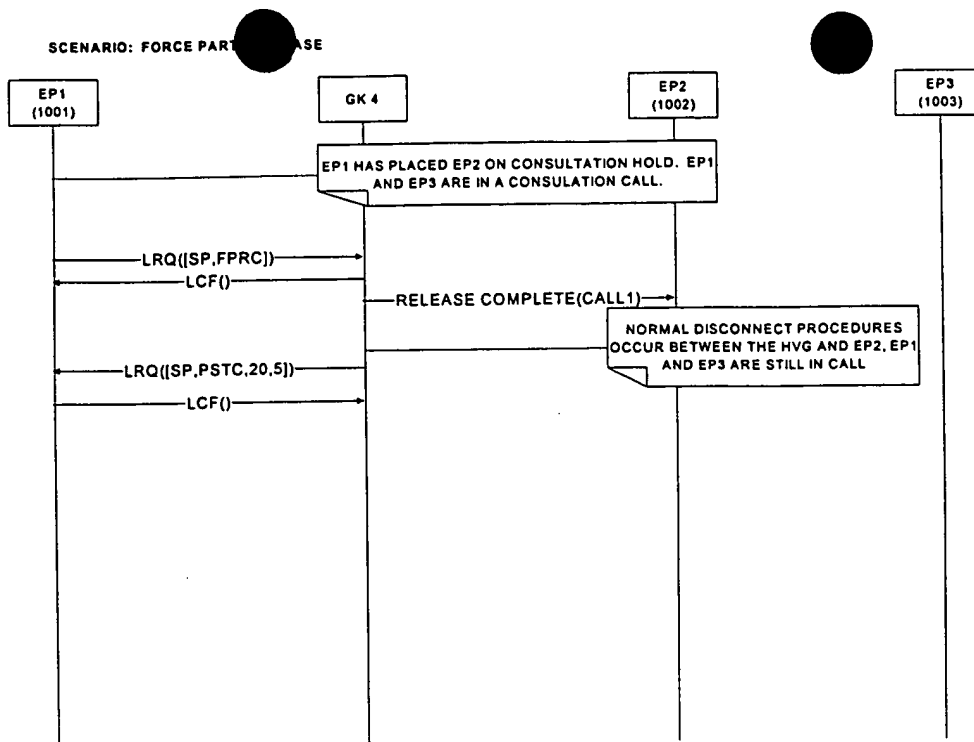 SCENARIO: FORCE PART ASE
EP1
(1001)
GK 4
EP2
(1002)
EP3
(1003)
EP1 HAS PLACED EP2 ON CONSULTATION HOLD. EP1
AND EP3 ARE IN A CONSULATION CALL.
LRQ([SP,FPRC])
LCF()
RELEASE COMPLETE(CALL1)
NORMAL DISCONNECT PROCEDURES
OCCUR BETWEEN THE HVG AND EP2, EP1
AND EP3 ARE STILL IN CALL
LRQ([SP,PSTC,20,5])
LCF()